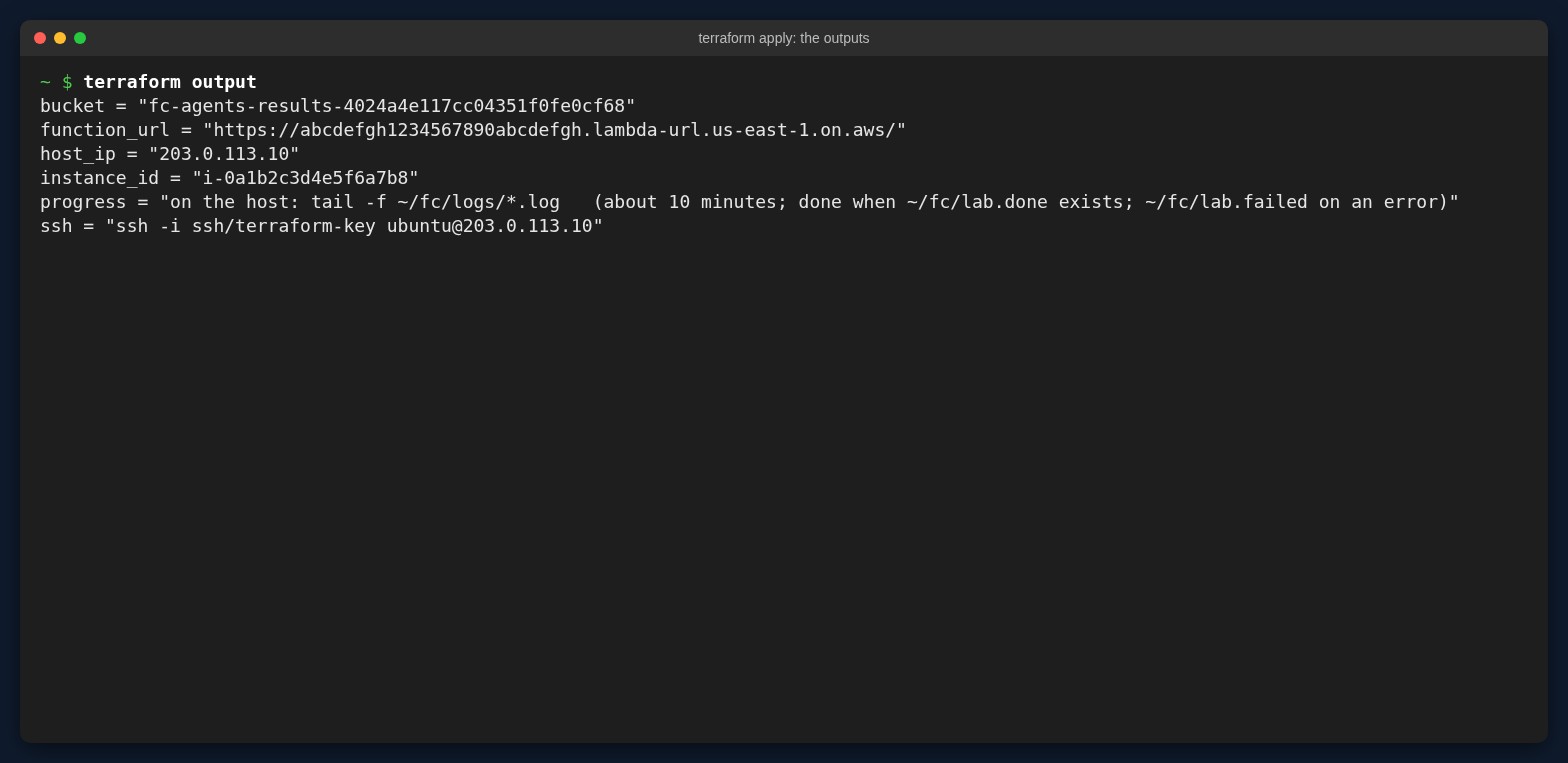 terraform apply: the outputs
~ $ terraform output
bucket = "fc-agents-results-4024a4e117cc04351f0fe0cf68"
function_url = "https://abcdefgh1234567890abcdefgh.lambda-url.us-east-1.on.aws/"
host_ip = "203.0.113.10"
instance_id = "i-0a1b2c3d4e5f6a7b8"
progress = "on the host: tail -f ~/fc/logs/*.log   (about 10 minutes; done when ~/fc/lab.done exists; ~/fc/lab.failed on an error)"
ssh = "ssh -i ssh/terraform-key ubuntu@203.0.113.10"